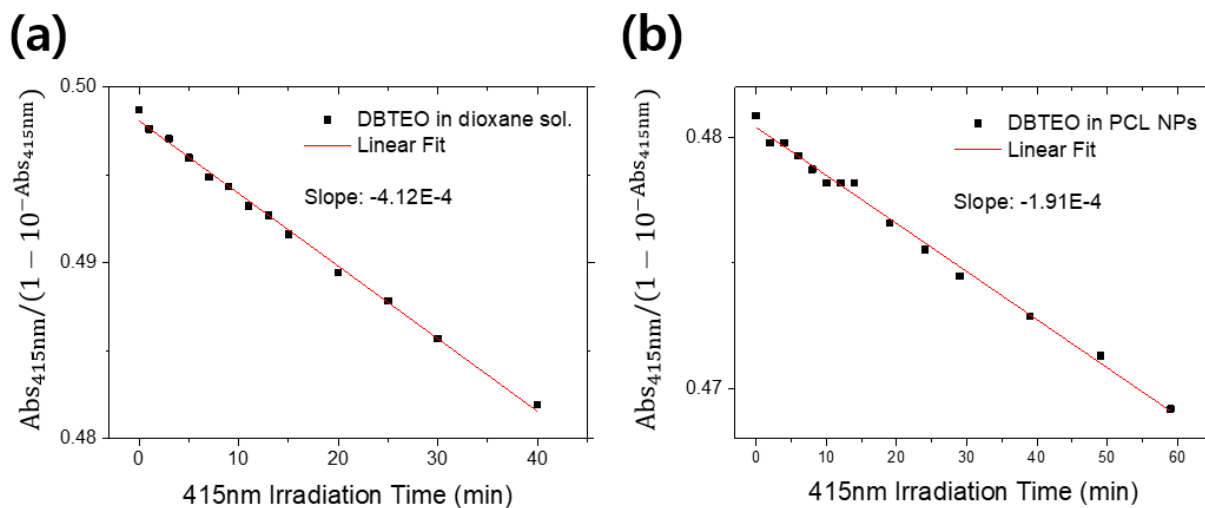 (a)
0.50
0.49
0.48
Abs₄₁₅nm/(1 − 10^−Abs₄₁₅nm)
DBTEO in dioxane sol.
Linear Fit
Slope: -4.12E-4
0 10 20 30 40
415nm Irradiation Time (min)
(b)
0.48
0.47
Abs₄₁₅nm/(1 − 10^−Abs₄₁₅nm)
DBTEO in PCL NPs
Linear Fit
Slope: -1.91E-4
0 10 20 30 40 50 60
415nm Irradiation Time (min)